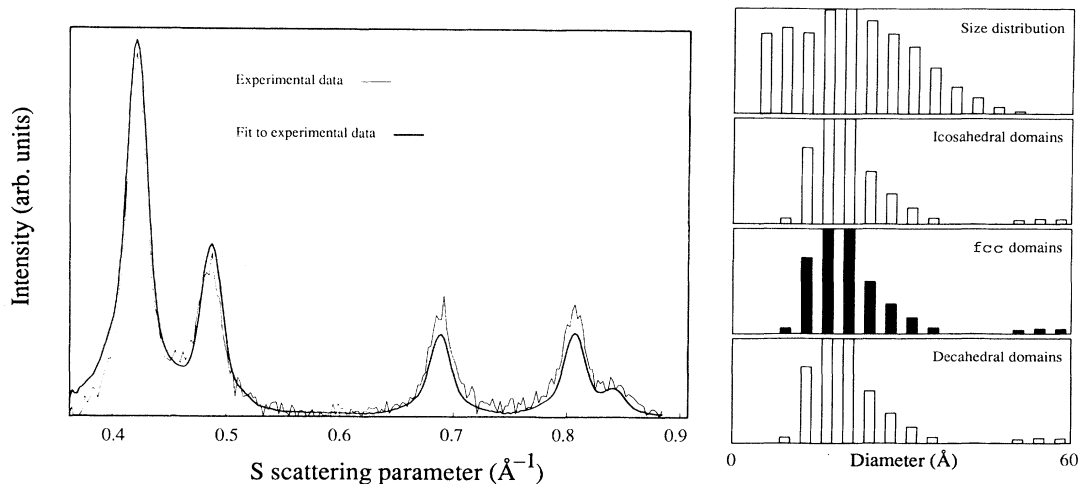 Intensity (arb. units)
Experimental data
Fit to experimental data
0.4 0.5 0.6 0.7 0.8 0.9
S scattering parameter (Å⁻¹)
Size distribution
Icosahedral domains
fcc domains
Decahedral domains
0 Diameter (Å) 60